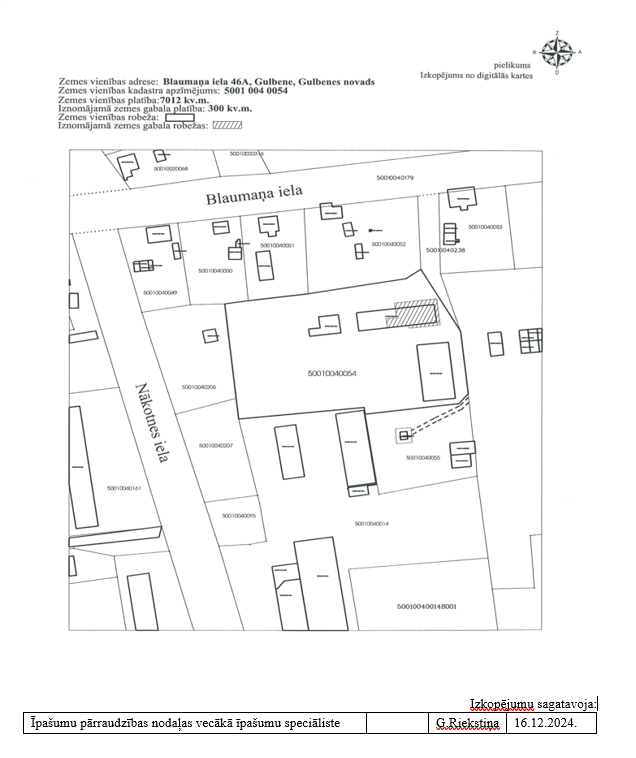 Z
R
A
D
pielikums
Izkopējums no digitālās kartes
Zemes vienības adrese: Blaumaņa iela 46A, Gulbene, Gulbenes novads
Zemes vienības kadastra apzīmējums: 5001 004 0054
Zemes vienības platība:7012 kv.m.
Iznomājamā zemes gabala platība: 300 kv.m.
Zemes vienības robeža:
Iznomājamā zemes gabala robežas:
50010020068
Blaumaņa iela
50010040179
50010040049
50010040050
50010040051
50010040052
50010040238
50010040053
50010040054
50010040206
Nākotnes iela
50010040207
50010040055
50010040161
50010040095
50010040014
500100400148001
Izkopējumu sagatavoja:
Īpašumu pārraudzības nodaļas vecākā īpašumu speciāliste G.Riekstiņa 16.12.2024.